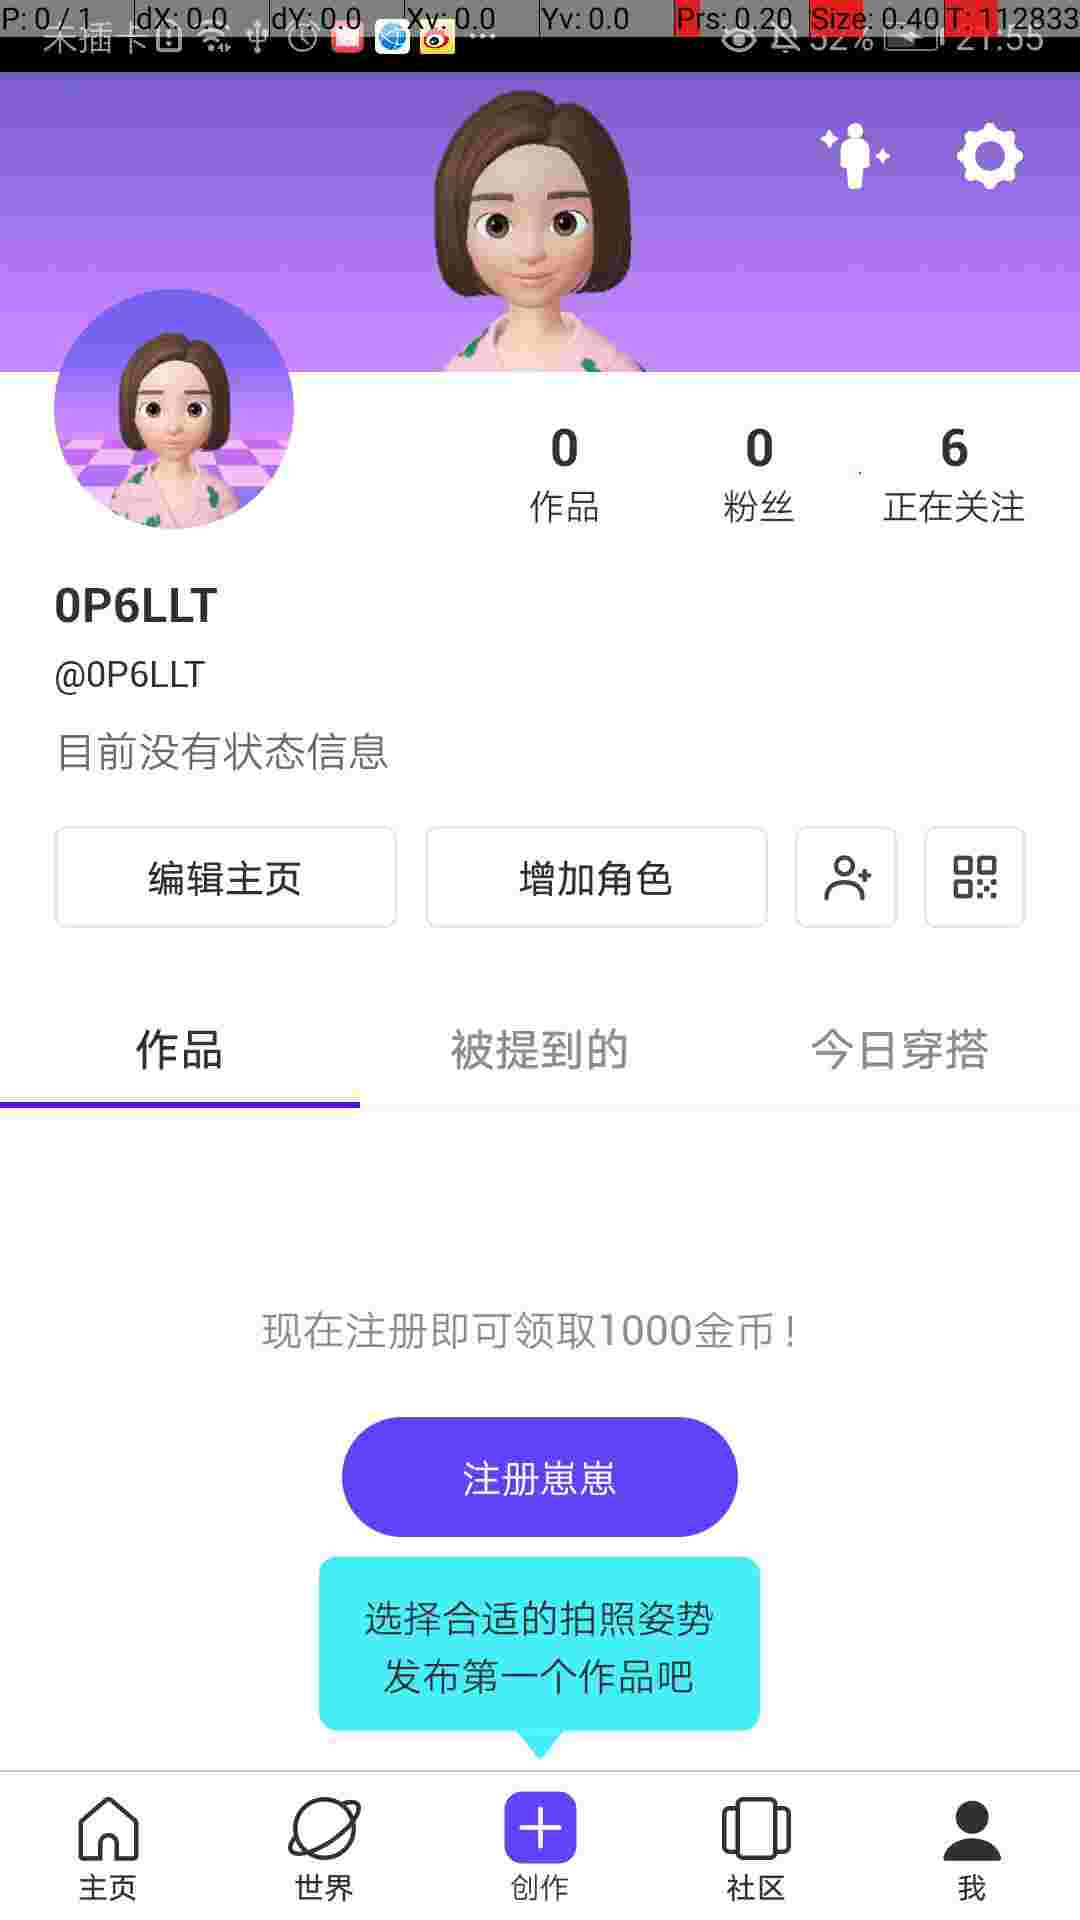 P: 0 / 1 dX: 0.0 dY: 0.0 Xv: 0.0 Yv: 0.0 Prs: 0.20 Size: 0.40 T: 112833
未插卡 52% 21:55
0 0 6
作品 粉丝 正在关注
0P6LLT
@0P6LLT
目前没有状态信息
编辑主页 增加角色
作品 被提到的 今日穿搭
现在注册即可领取1000金币!
注册崽崽
选择合适的拍照姿势
发布第一个作品吧
主页 世界 创作 社区 我